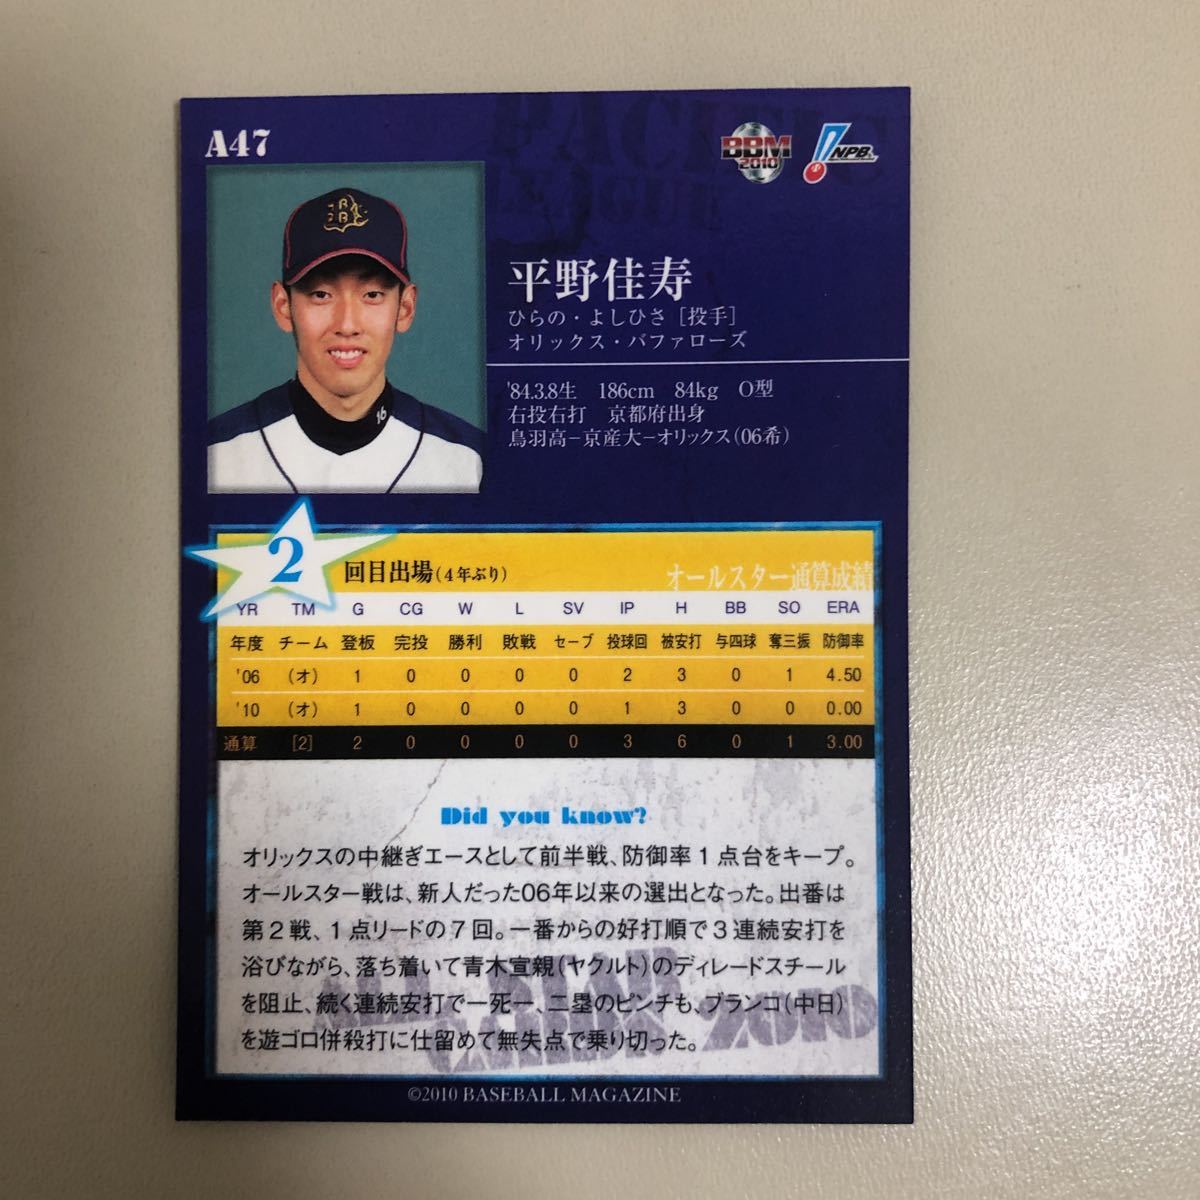 A47
PACIFIC
LEAGUE
BBM
2010
NPB
平野佳寿
ひらの・よしひさ［投手］
オリックス・バファローズ
'84.3.8生　186cm　84kg　O型
右投右打　京都府出身
鳥羽高－京産大－オリックス（06希）
16
2回目出場（4年ぶり）
オールスター通算成績
YR TM G CG W L SV IP H BB SO ERA
年度 チーム 登板 完投 勝利 敗戦 セーブ 投球回 被安打 与四球 奪三振 防御率
'06 （オ） 1 0 0 0 0 2 3 0 1 4.50
'10 （オ） 1 0 0 0 0 1 3 0 0 0.00
通算 [2] 2 0 0 0 0 3 6 0 1 3.00
Did you know?
オリックスの中継ぎエースとして前半戦、防御率1点台をキープ。
オールスター戦は、新人だった06年以来の選出となった。出番は
第2戦、1点リードの7回。一番からの好打順で3連続安打を
浴びながら、落ち着いて青木宣親（ヤクルト）のディレードスチール
を阻止、続く連続安打で一死一、二塁のピンチも、ブランコ（中日）
を遊ゴロ併殺打に仕留めて無失点で乗り切った。
ALL STAR
GAME 2010
©2010 BASEBALL MAGAZINE